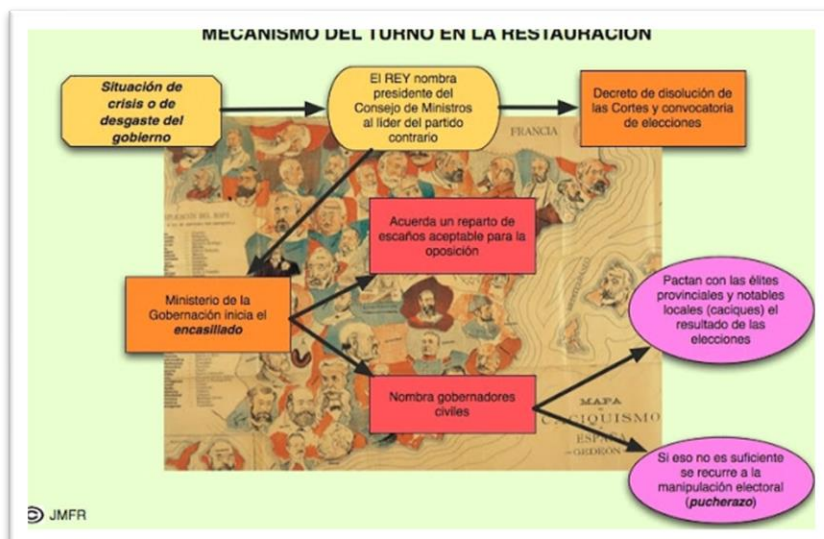 MECANISMO DEL TURNO EN LA RESTAURACIÓN
Situación de
crisis o de
desgaste del
gobierno
El REY nombra
presidente del
Consejo de Ministros
al líder del partido
contrario
Decreto de disolución de
las Cortes y convocatoria
de elecciones
FRANCIA
Acuerda un reparto de
escaños aceptable para la
oposición
Ministerio de la
Gobernación inicia el
encasillado
Pactan con las élites
provinciales y notables
locales (caciques) el
resultado de las
elecciones
Nombra gobernadores
civiles
MAPA
CACIQUISMO
ESPAÑA
GEDEÓN
Si eso no es suficiente
se recurre a la
manipulación electoral
(pucherazo)
© JMFR